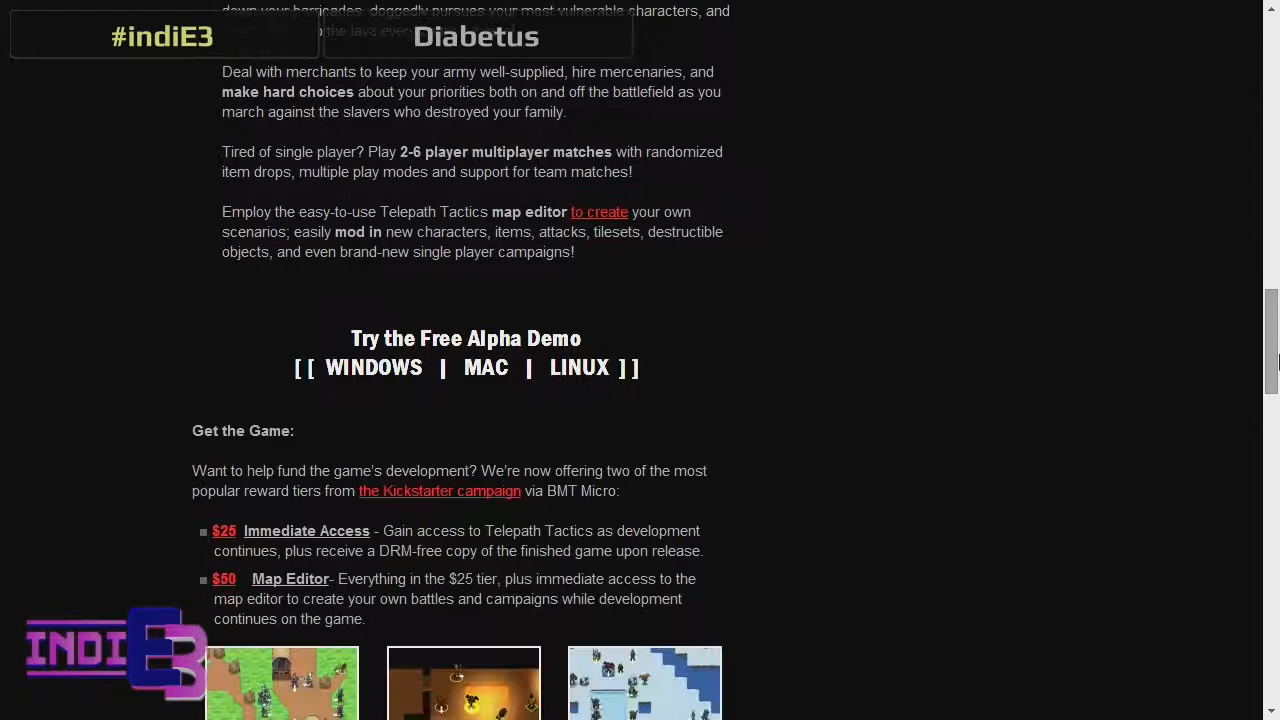 down your barricades, doggedly pursues your most vulnerable characters, and
#indiE3
Diabetus
the lava
Deal with merchants to keep your army well-supplied, hire mercenaries, and
make hard choices about your priorities both on and off the battlefield as you
march against the slavers who destroyed your family.
Tired of single player? Play 2-6 player multiplayer matches with randomized
item drops, multiple play modes and support for team matches!
Employ the easy-to-use Telepath Tactics map editor to create your own
scenarios; easily mod in new characters, items, attacks, tilesets, destructible
objects, and even brand-new single player campaigns!
Try the Free Alpha Demo
[ [ WINDOWS | MAC | LINUX ] ]
Get the Game:
Want to help fund the game's development? We're now offering two of the most
popular reward tiers from the Kickstarter campaign via BMT Micro:
$25 Immediate Access - Gain access to Telepath Tactics as development
continues, plus receive a DRM-free copy of the finished game upon release.
$50 Map Editor- Everything in the $25 tier, plus immediate access to the
map editor to create your own battles and campaigns while development
continues on the game.
INDIE3